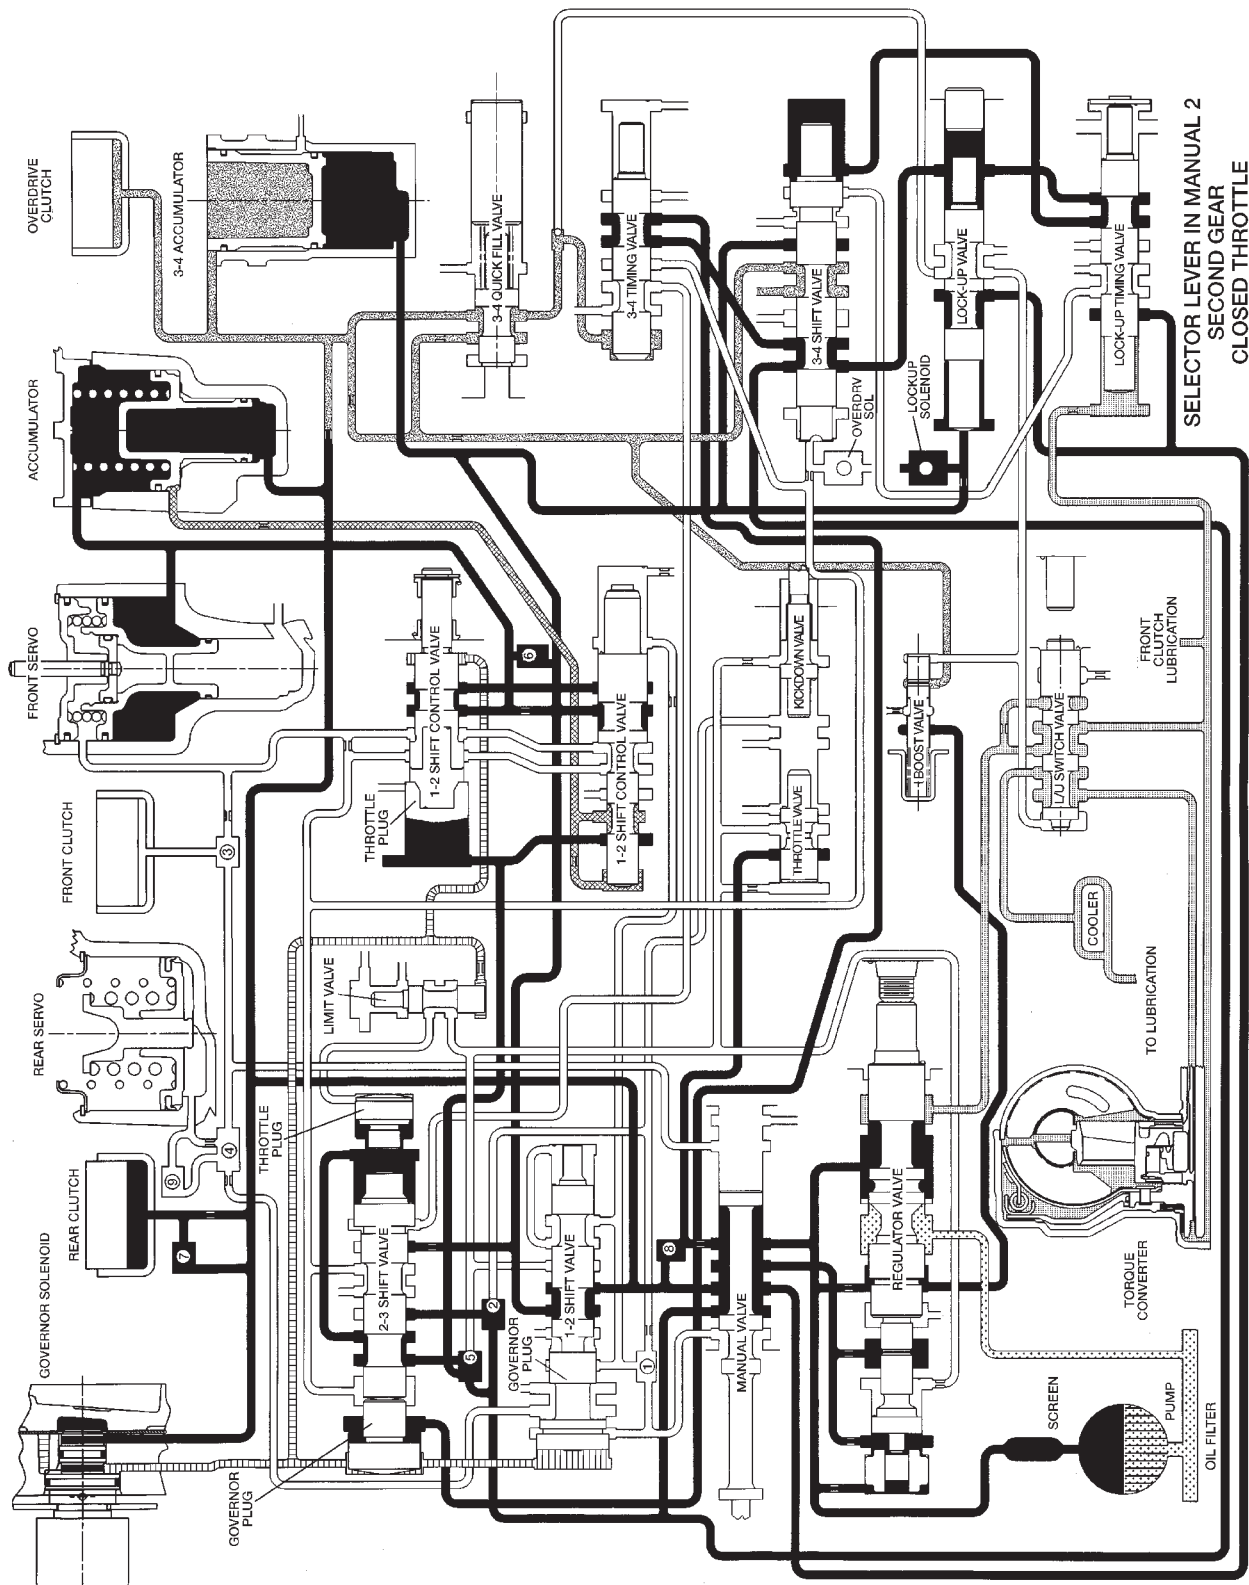 OVERDRIVE
CLUTCH
3-4 ACCUMULATOR
3-4 QUICK FILL VALVE
3-4 TIMING VALVE
3-4 SHIFT VALVE
LOCK-UP VALVE
LOCK-UP TIMING VALVE
SELECTOR LEVER IN MANUAL 2
SECOND GEAR
CLOSED THROTTLE
ACCUMULATOR
OVERDRV
SOL
LOCKUP
SOLENOID
FRONT SERVO
1-2 SHIFT CONTROL VALVE
6
1-2 SHIFT CONTROL VALVE
KICKDOWN VALVE
THROTTLE VALVE
BOOST VALVE
L/U SWITCH VALVE
FRONT
CLUTCH
LUBRICATION
FRONT CLUTCH
3
THROTTLE
PLUG
COOLER
REAR SERVO
LIMIT VALVE
TO LUBRICATION
REAR CLUTCH
4
9
7
THROTTLE
PLUG
2-3 SHIFT VALVE
2
5
1-2 SHIFT VALVE
8
1
MANUAL VALVE
REGULATOR VALVE
TORQUE
CONVERTER
GOVERNOR SOLENOID
GOVERNOR
PLUG
GOVERNOR
PLUG
SCREEN
PUMP
OIL FILTER